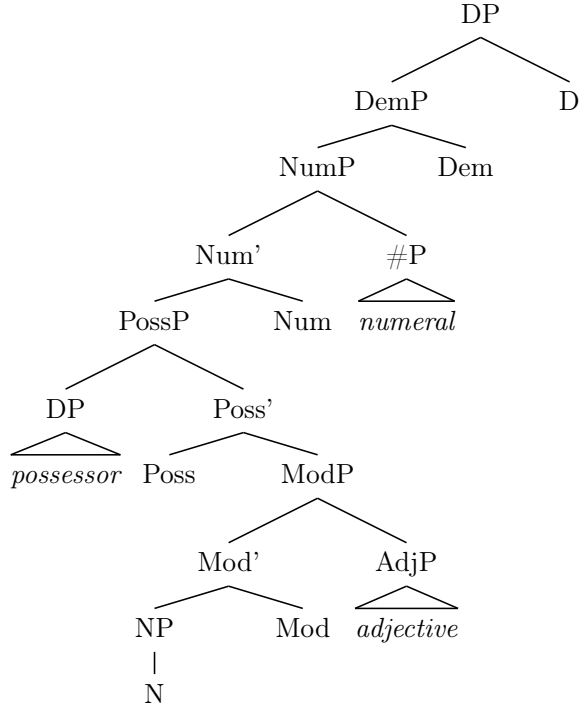 DP
DemP D
NumP Dem
Num' #P
PossP Num numeral
DP Poss'
possessor Poss ModP
Mod' AdjP
NP Mod adjective
N